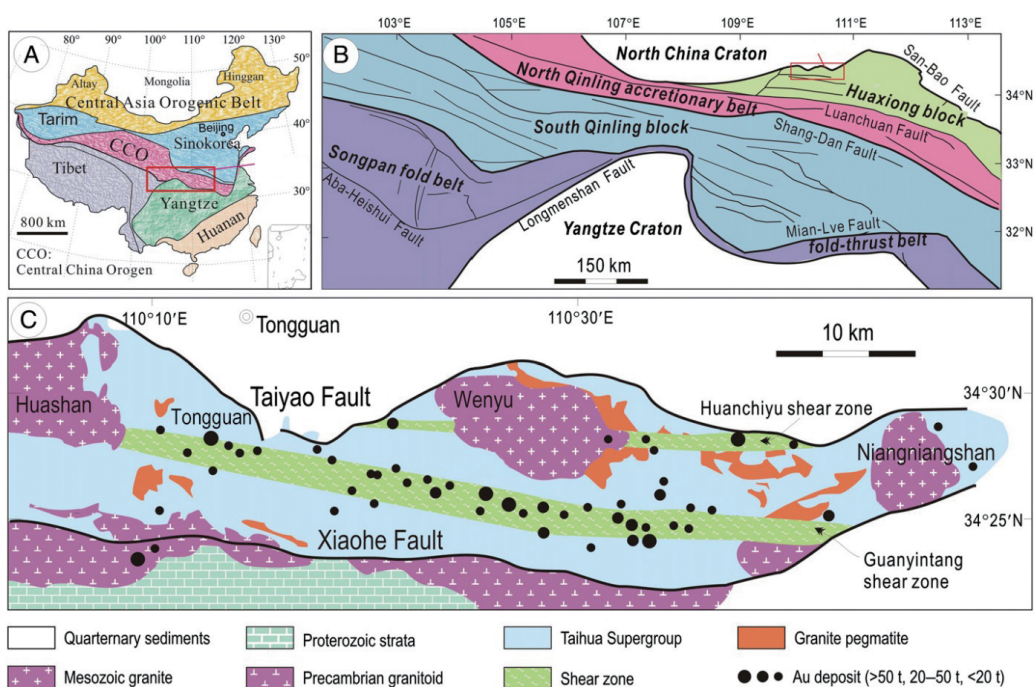 A
80° 90° 100° 110° 120° 130°
50°
40°
30°
Altay
Mongolia
Hinggan
Central Asia Orogenic Belt
Tarim
Beijing
Sinokorea
CCO
Tibet
Yangtze
Huanan
800 km
CCO:
Central China Orogen
B
103°E 105°E 107°E 109°E 111°E 113°E
North China Craton
San-Bao Fault
North Qinling accretionary belt
Huaxiong block
34°N
Luanchuan Fault
South Qinling block
Shang-Dan Fault
33°N
Songpan fold belt
Aba-Heishui Fault
Longmenshan Fault
Yangtze Craton
Mian-Lve Fault
32°N
fold-thrust belt
150 km
C
110°10′E
Tongguan
110°30′E
10 km
Huashan
Tongguan
Taiyao Fault
Wenyu
34°30′N
Huanchiyu shear zone
Niangniangshan
34°25′N
Xiaohe Fault
Guanyintang
shear zone
Quarternary sediments
Proterozoic strata
Taihua Supergroup
Granite pegmatite
Mesozoic granite
Precambrian granitoid
Shear zone
Au deposit (>50 t, 20–50 t, <20 t)